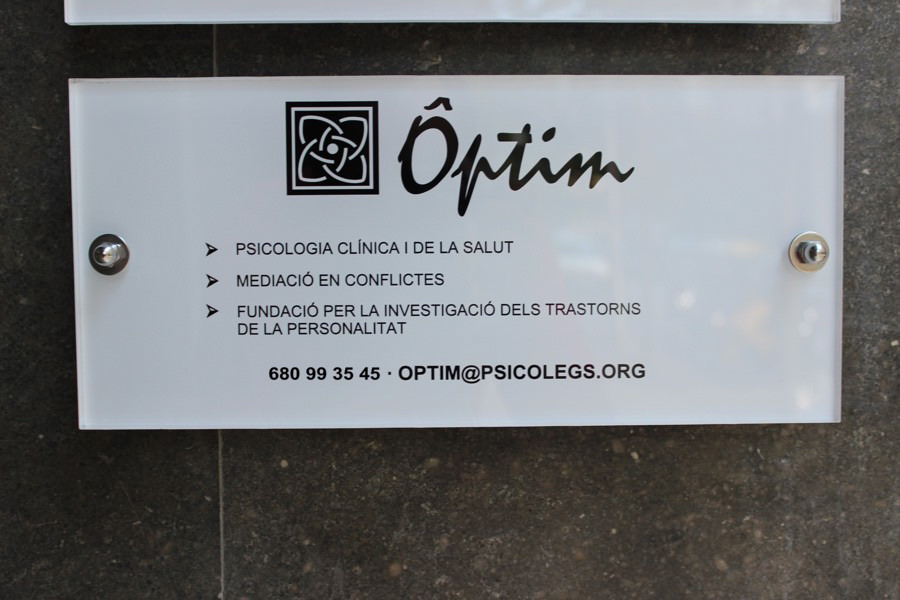 Ôptim
➤ PSICOLOGIA CLÍNICA I DE LA SALUT
➤ MEDIACIÓ EN CONFLICTES
➤ FUNDACIÓ PER LA INVESTIGACIÓ DELS TRASTORNS
DE LA PERSONALITAT
680 99 35 45 · OPTIM@PSICOLEGS.ORG